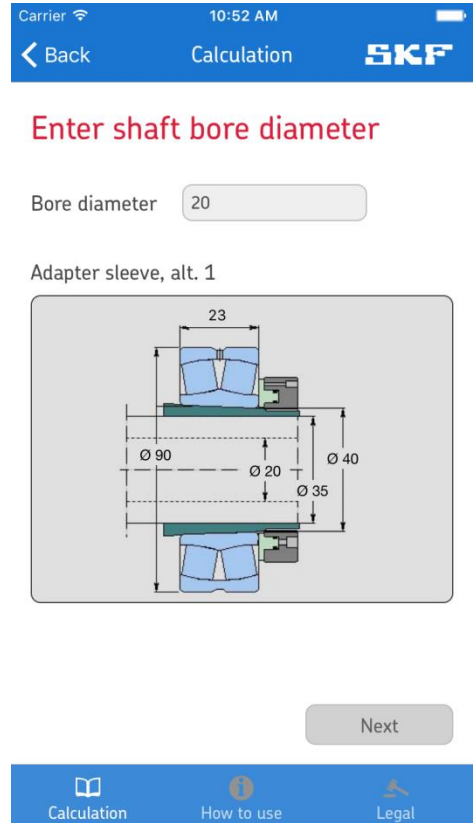 Carrier 10:52 AM
Back Calculation SKF
Enter shaft bore diameter
Bore diameter 20
Adapter sleeve, alt. 1
23
Ø 90 Ø 20 Ø 40
Ø 35
Next
Calculation How to use Legal